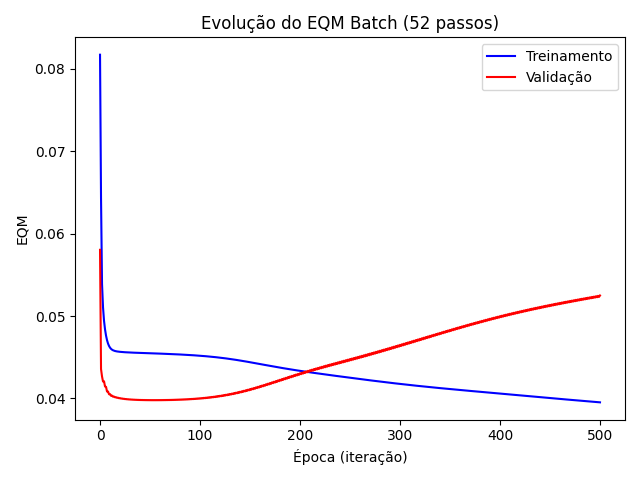 Evolução do EQM Batch (52 passos)
Treinamento
Validação
0.08
0.07
0.06
0.05
0.04
EQM
0
100
200
300
400
500
Época (iteração)